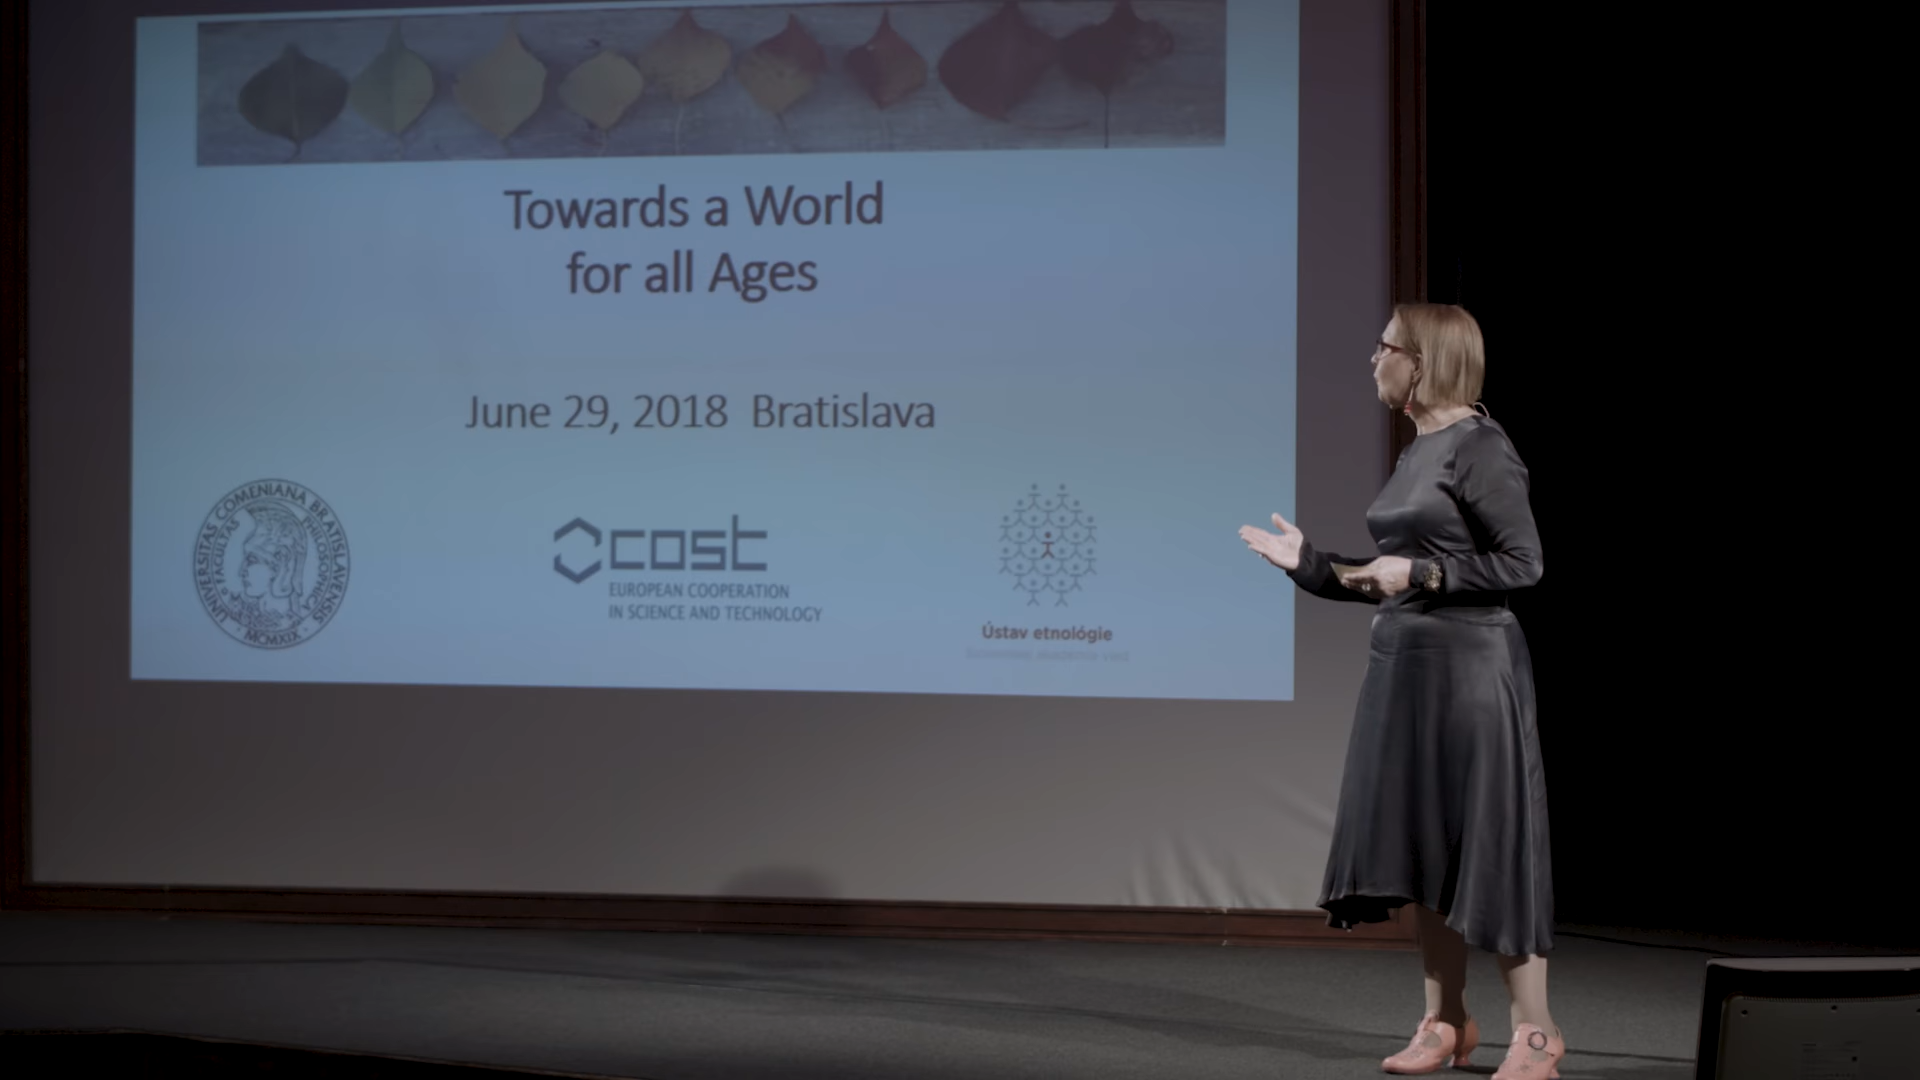 Towards a World
for all Ages
June 29, 2018 Bratislava
UNIVERSITAS COMENIANA BRATISLAVENSIS
FACULTAS PHILOSOPHICA
MCMXIX
cost
EUROPEAN COOPERATION
IN SCIENCE AND TECHNOLOGY
Ústav etnológie